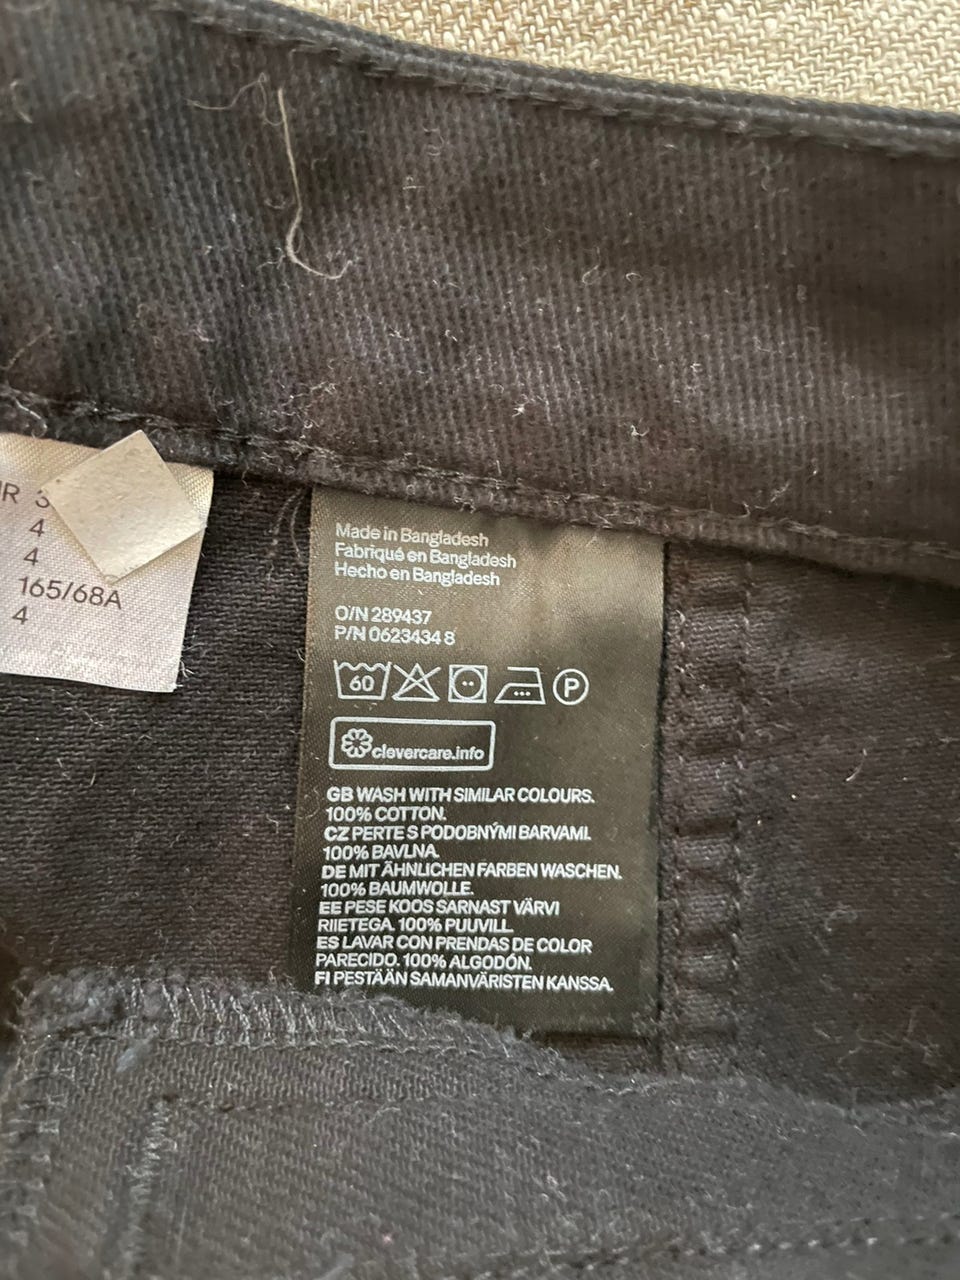 4
4
165/68A
4
Made in Bangladesh
Fabriqué en Bangladesh
Hecho en Bangladesh
O/N 289437
P/N 0623434 8
60
P
clevercare.info
GB WASH WITH SIMILAR COLOURS.
100% COTTON.
CZ PERTE S PODOBNÝMI BARVAMI.
100% BAVLNA.
DE MIT ÄHNLICHEN FARBEN WASCHEN.
100% BAUMWOLLE.
EE PESE KOOS SARNAST VÄRVI
RIIETEGA. 100% PUUVILL.
ES LAVAR CON PRENDAS DE COLOR
PARECIDO. 100% ALGODÓN.
FI PESTÄÄN SAMANVÄRISTEN KANSSA.